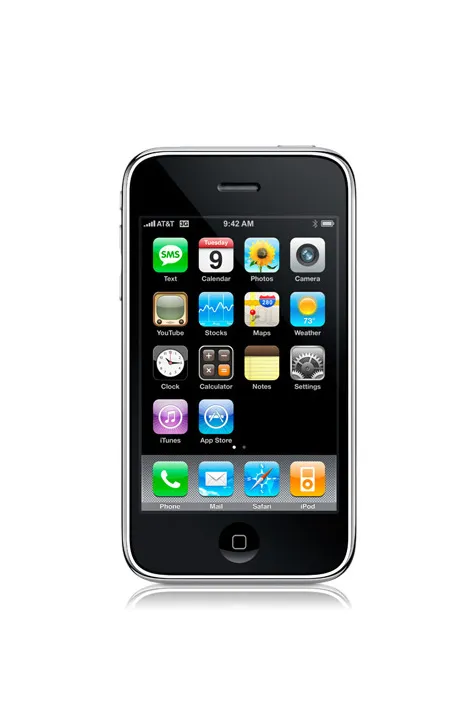 AT&T 3G 9:42 AM
SMS Tuesday 9 280 73°
Text Calendar Photos Camera
YouTube Stocks Maps Weather
Clock Calculator Notes Settings
iTunes App Store
Phone Mail Safari iPod